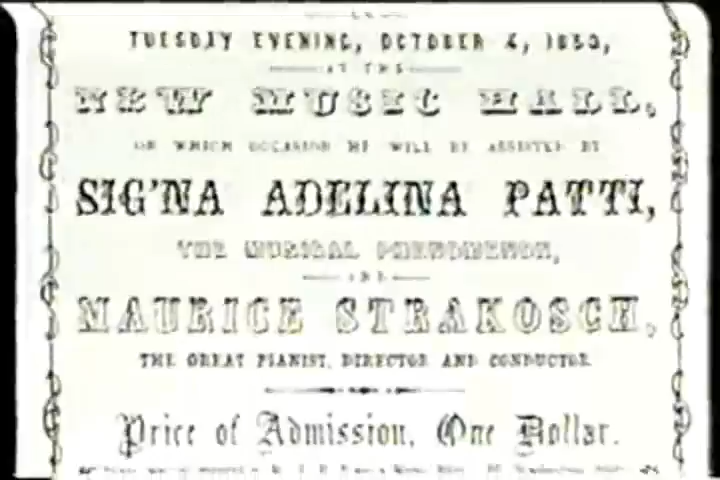 TUESDAY EVENING, OCTOBER 4, 1853,
AT THE
NEW MUSIC HALL,
ON WHICH OCCASION HE WILL BE ASSISTED BY
SIG'NA ADELINA PATTI,
THE MUSICAL PHENOMENON,
AND
MAURICE STRAKOSCH,
THE GREAT PIANIST, DIRECTOR AND CONDUCTOR
Price of Admission, One Dollar.